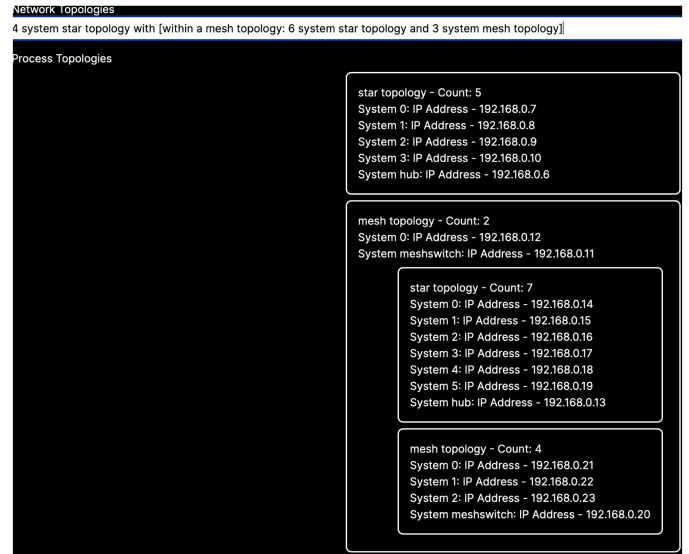 Network Topologies
4 system star topology with [within a mesh topology: 6 system star topology and 3 system mesh topology]
Process Topologies
star topology - Count: 5
System 0: IP Address - 192.168.0.7
System 1: IP Address - 192.168.0.8
System 2: IP Address - 192.168.0.9
System 3: IP Address - 192.168.0.10
System hub: IP Address - 192.168.0.6
mesh topology - Count: 2
System 0: IP Address - 192.168.0.12
System meshswitch: IP Address - 192.168.0.11
star topology - Count: 7
System 0: IP Address - 192.168.0.14
System 1: IP Address - 192.168.0.15
System 2: IP Address - 192.168.0.16
System 3: IP Address - 192.168.0.17
System 4: IP Address - 192.168.0.18
System 5: IP Address - 192.168.0.19
System hub: IP Address - 192.168.0.13
mesh topology - Count: 4
System 0: IP Address - 192.168.0.21
System 1: IP Address - 192.168.0.22
System 2: IP Address - 192.168.0.23
System meshswitch: IP Address - 192.168.0.20